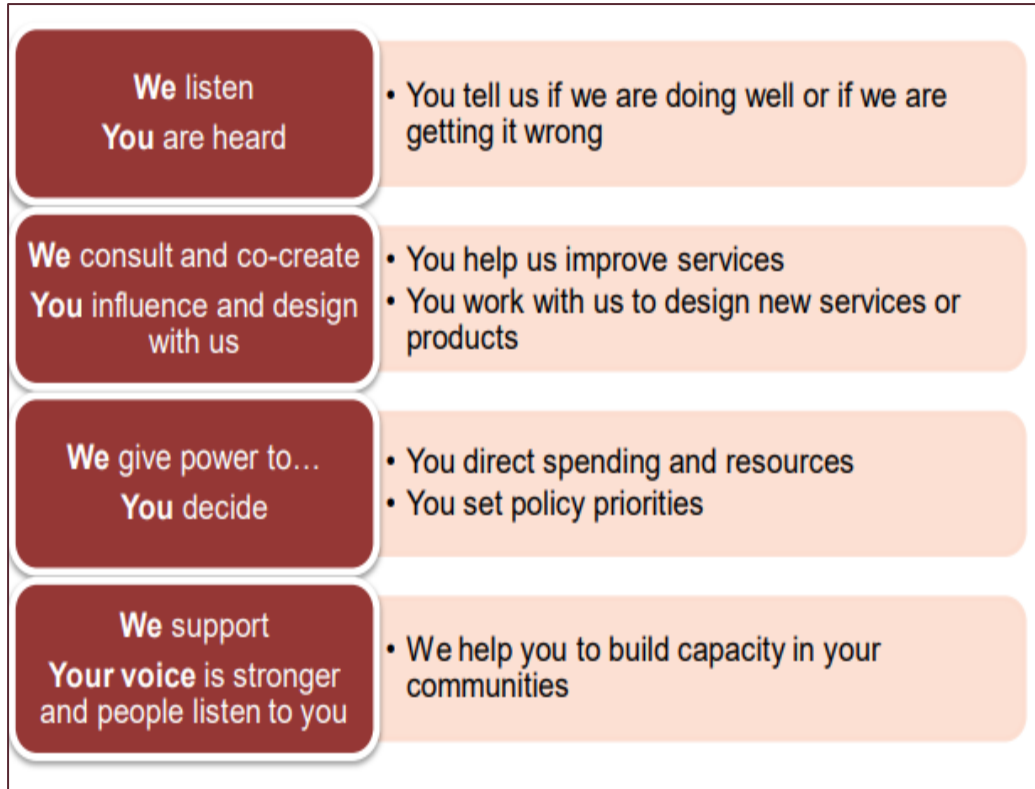 We listen
You are heard
• You tell us if we are doing well or if we are
getting it wrong
We consult and co-create
You influence and design
with us
• You help us improve services
• You work with us to design new services or
products
We give power to…
You decide
• You direct spending and resources
• You set policy priorities
We support
Your voice is stronger
and people listen to you
• We help you to build capacity in your
communities